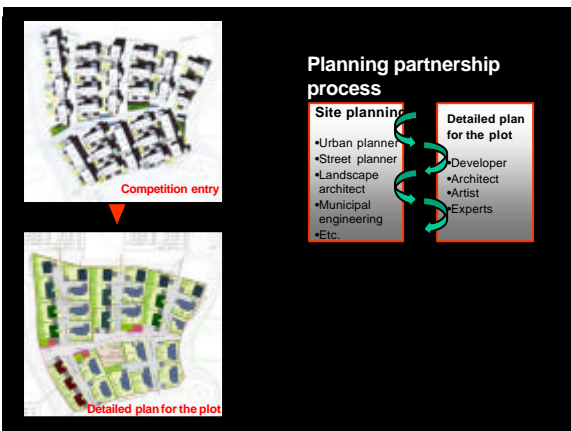 Competition entry
Detailed plan for the plot
Planning partnership
process
Site planning
•Urban planner
•Street planner
•Landscape
architect
•Municipal
engineering
•Etc.
Detailed plan
for the plot
•Developer
•Architect
•Artist
•Experts